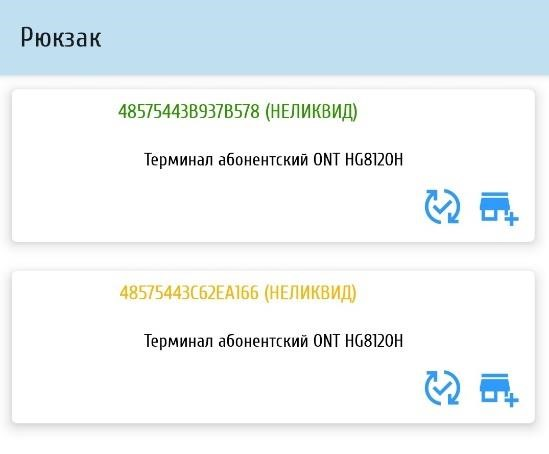 Рюкзак
48575443B937B578 (НЕЛИКВИД)
Терминал абонентский ONT HG8120H
48575443C62EA166 (НЕЛИКВИД)
Терминал абонентский ONT HG8120H